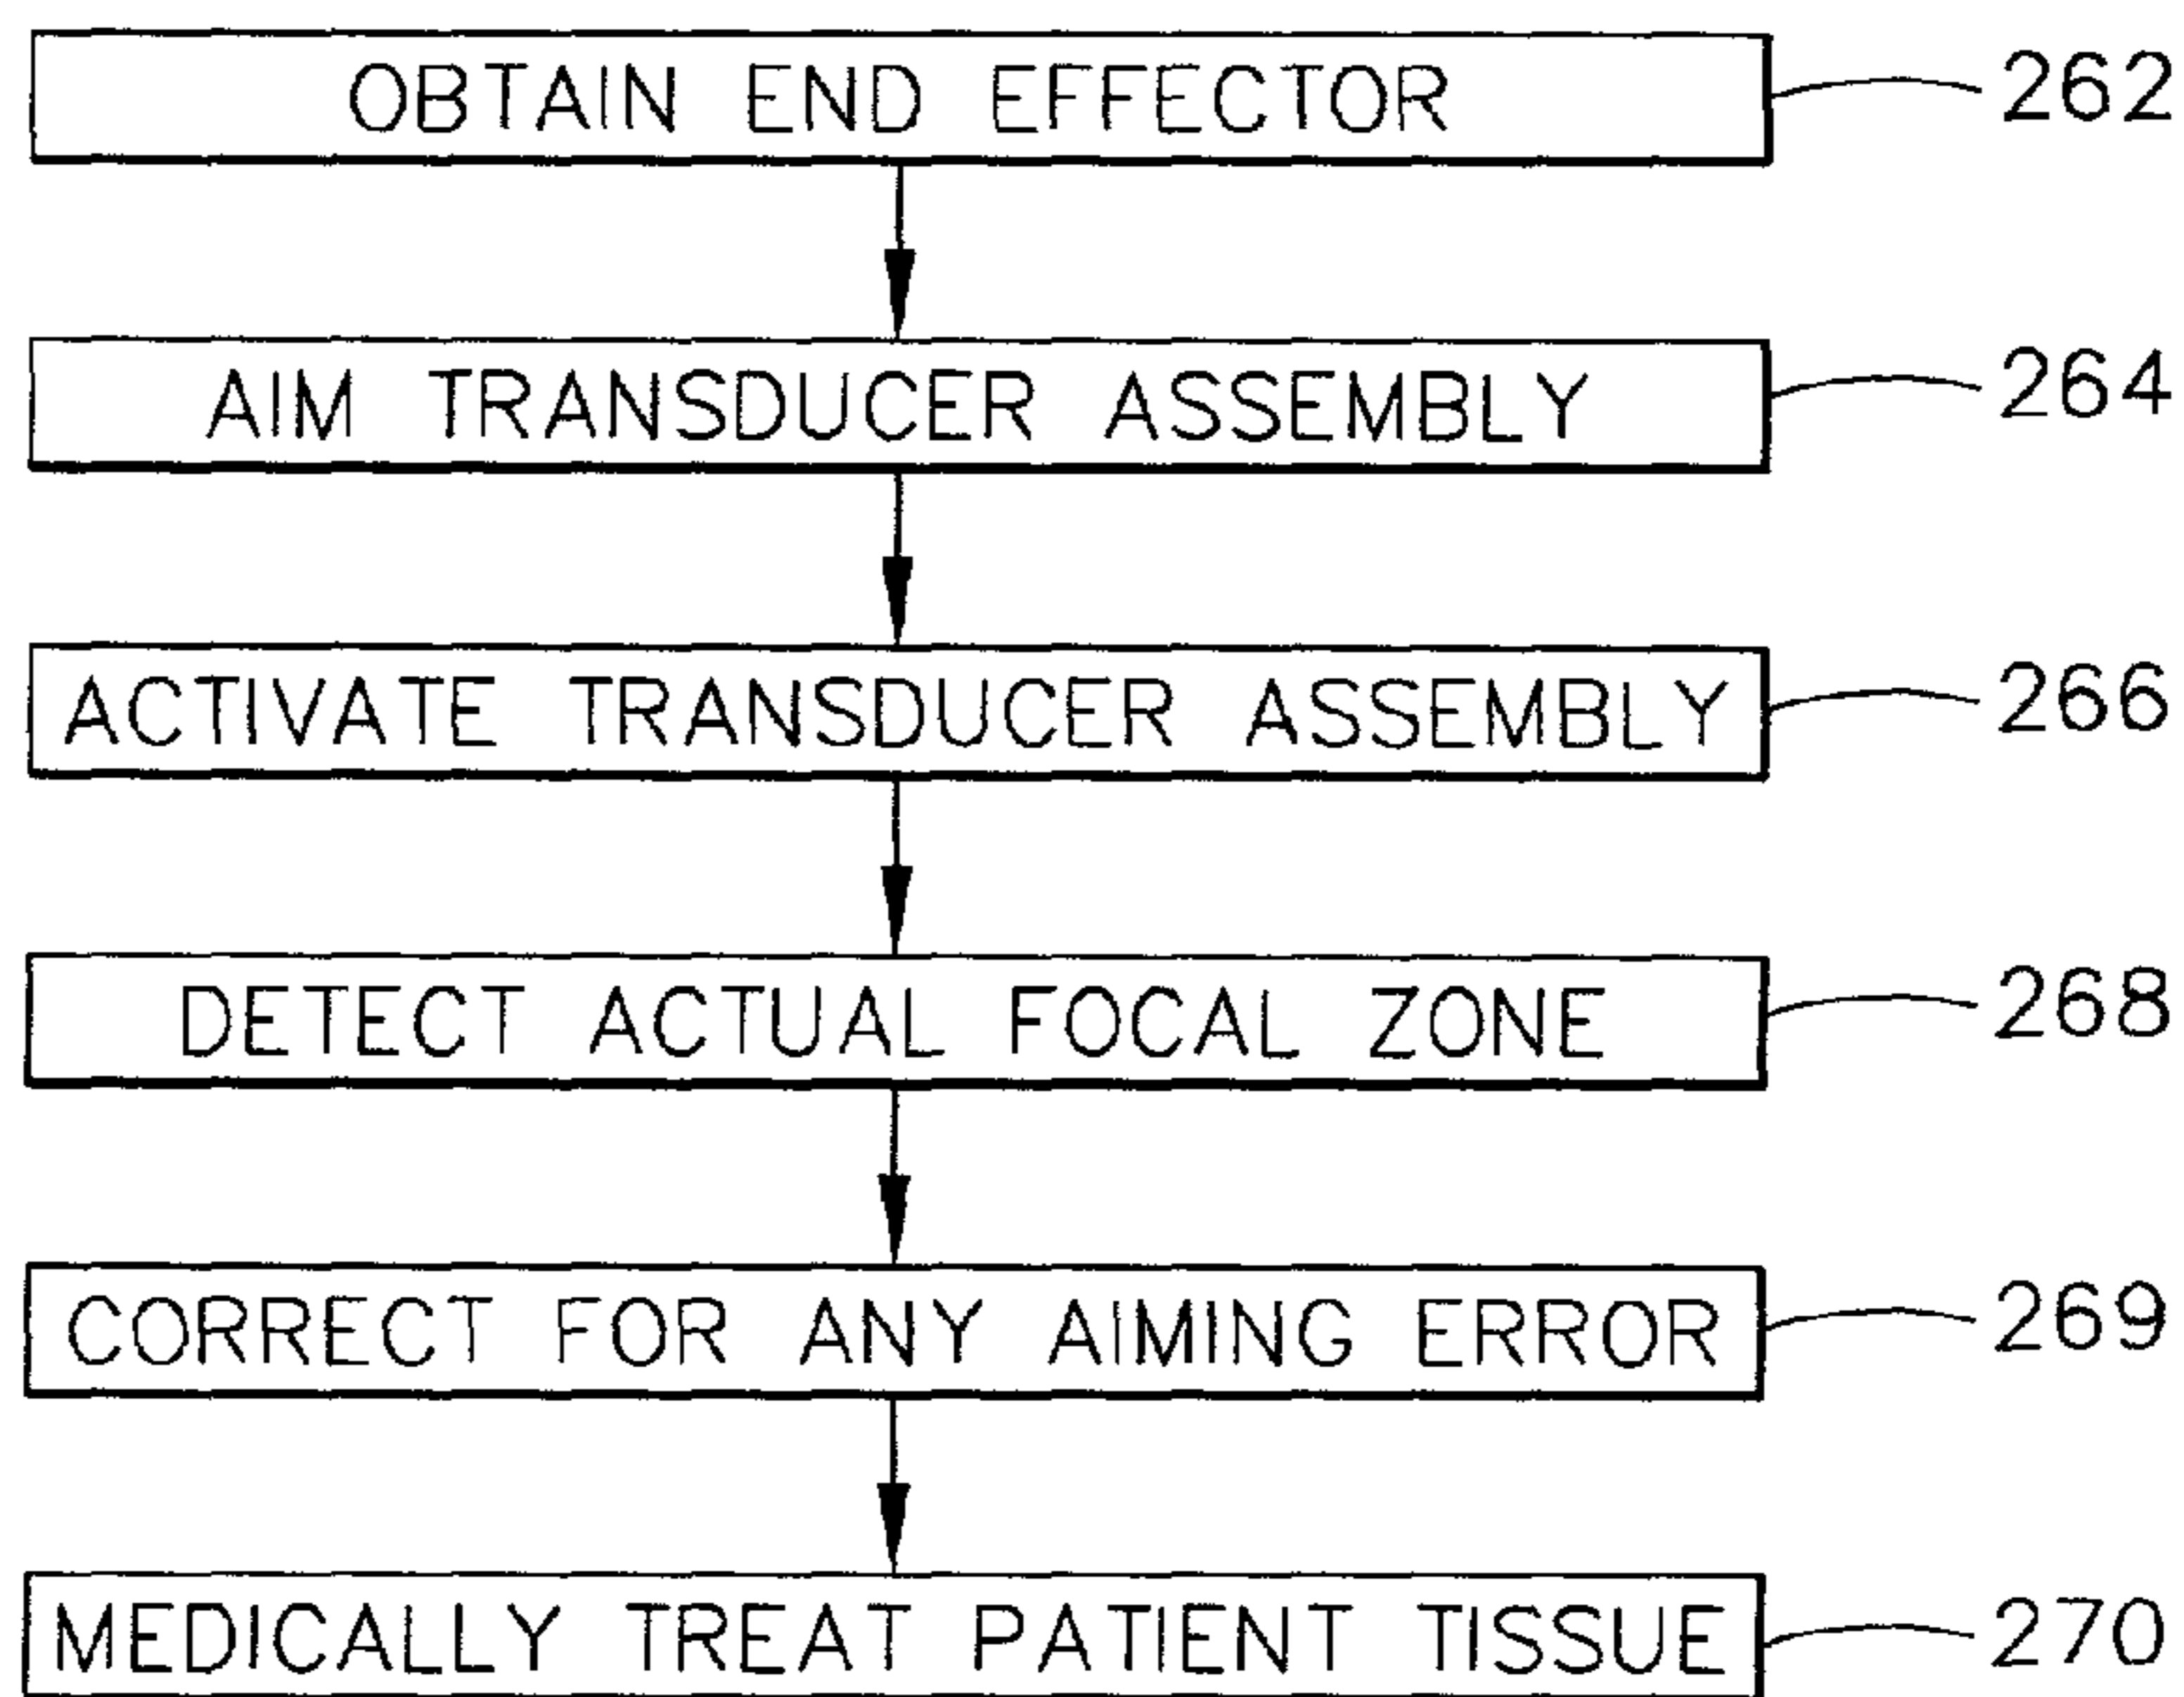 OBTAIN END EFFECTOR 262
AIM TRANSDUCER ASSEMBLY 264
ACTIVATE TRANSDUCER ASSEMBLY 266
DETECT ACTUAL FOCAL ZONE 268
CORRECT FOR ANY AIMING ERROR 269
MEDICALLY TREAT PATIENT TISSUE 270